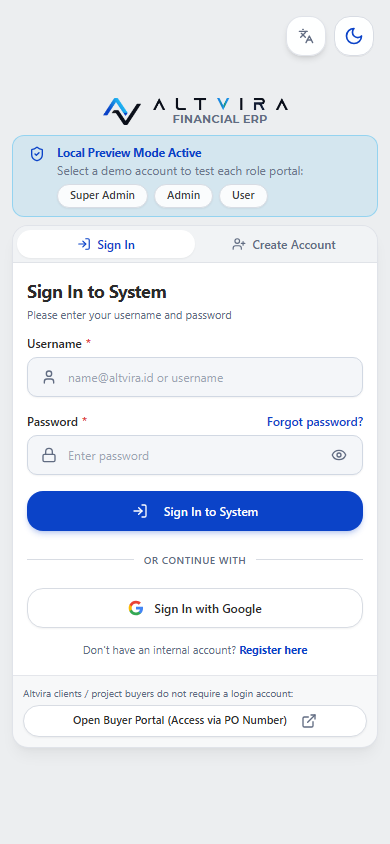 ALTVIRA
FINANCIAL ERP
Local Preview Mode Active
Select a demo account to test each role portal:
Super Admin Admin User
Sign In Create Account
Sign In to System
Please enter your username and password
Username *
name@altvira.id or username
Password * Forgot password?
Enter password
Sign In to System
OR CONTINUE WITH
Sign In with Google
Don't have an internal account? Register here
Altvira clients / project buyers do not require a login account:
Open Buyer Portal (Access via PO Number)